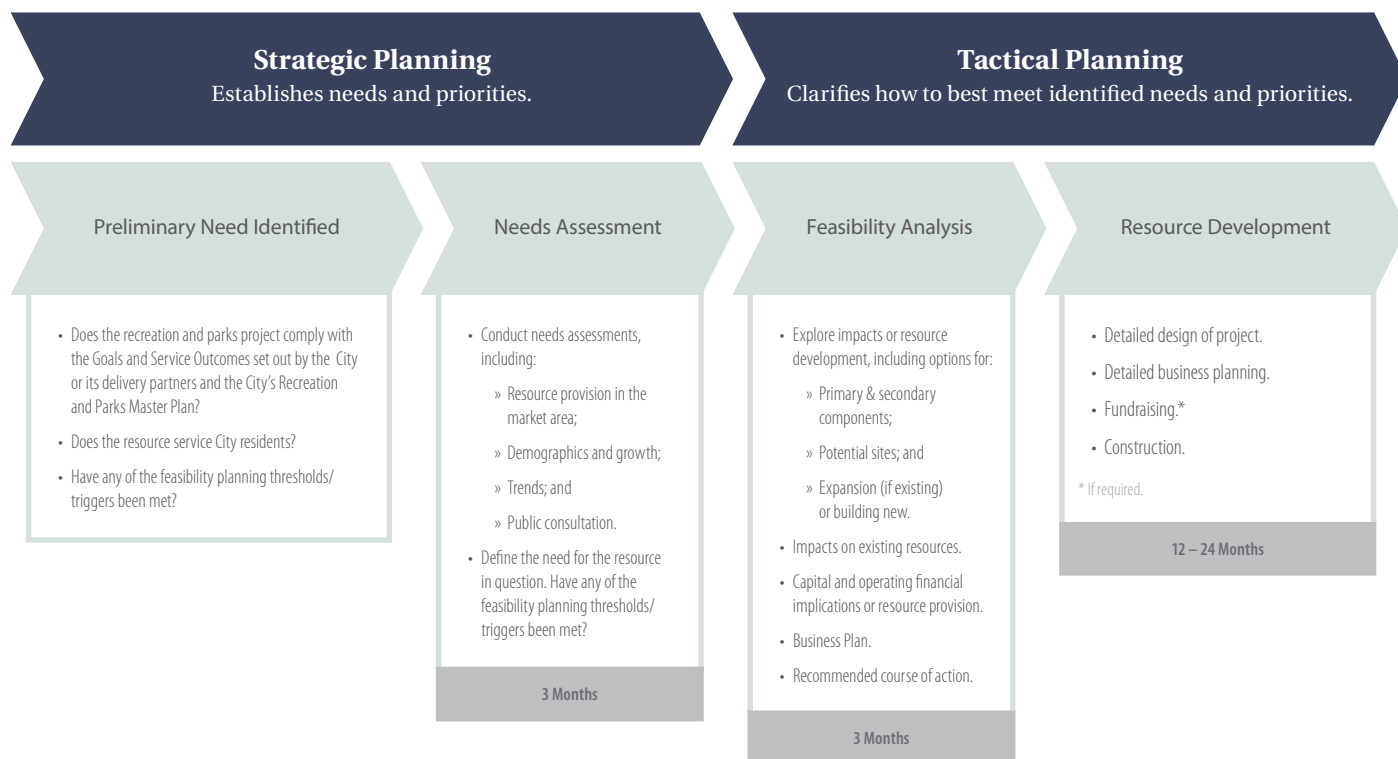 Strategic Planning
Establishes needs and priorities.
Tactical Planning
Clarifies how to best meet identified needs and priorities.
Preliminary Need Identified
• Does the recreation and parks project comply with
the Goals and Service Outcomes set out by the City
or its delivery partners and the City's Recreation
and Parks Master Plan?
• Does the resource service City residents?
• Have any of the feasibility planning thresholds/
triggers been met?
Needs Assessment
• Conduct needs assessments,
including:
» Resource provision in the
market area;
» Demographics and growth;
» Trends; and
» Public consultation.
• Define the need for the resource
in question. Have any of the
feasibility planning thresholds/
triggers been met?
3 Months
Feasibility Analysis
• Explore impacts or resource
development, including options for:
» Primary & secondary
components;
» Potential sites; and
» Expansion (if existing)
or building new.
• Impacts on existing resources.
• Capital and operating financial
implications or resource provision.
• Business Plan.
• Recommended course of action.
3 Months
Resource Development
• Detailed design of project.
• Detailed business planning.
• Fundraising.*
• Construction.
* If required.
12 – 24 Months